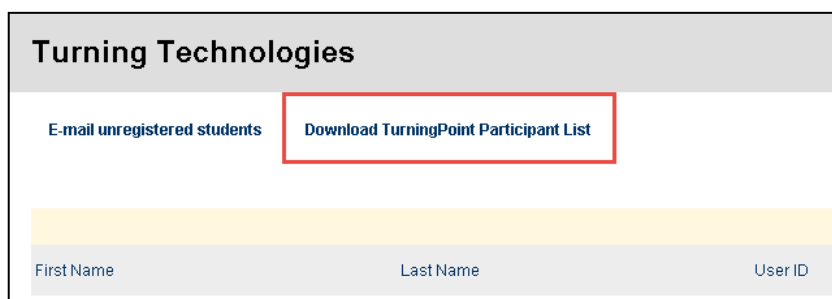 Turning Technologies
E-mail unregistered students Download TurningPoint Participant List
First Name Last Name User ID